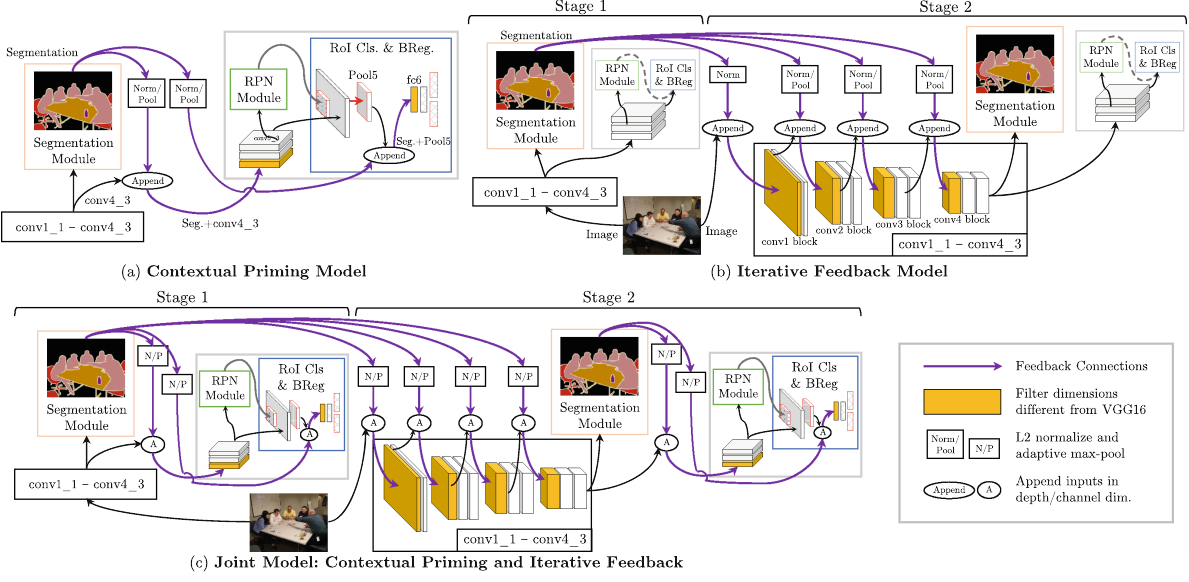 Segmentation
Segmentation
Module
conv1_1 – conv4_3
Norm/
Pool
Norm/
Pool
Append
conv4_3
Seg.+conv4_3
RPN
Module
conv5_3
RoI Cls. & BReg.
Pool5
fc6
Seg.+Pool5
Append
(a) Contextual Priming Model
Stage 1
Stage 2
Segmentation
Segmentation
Module
conv1_1 – conv4_3
RPN
Module
RoI Cls
& BReg
Norm
Norm/
Pool
Norm/
Pool
Norm/
Pool
Append
Append
Append
Append
Image
Image
conv1 block
conv2 block
conv3 block
conv4 block
conv1_1 – conv4_3
Segmentation
Module
RPN
Module
RoI Cls
& BReg
(b) Iterative Feedback Model
Stage 1
Stage 2
Segmentation
Module
conv1_1 – conv4_3
N/P
N/P
A
RPN
Module
RoI Cls
& BReg
A
N/P
N/P
N/P
N/P
A
A
A
A
conv1_1 – conv4_3
Segmentation
Module
N/P
N/P
A
RPN
Module
RoI Cls
& BReg
A
(c) Joint Model: Contextual Priming and Iterative Feedback
Feedback Connections
Filter dimensions
different from VGG16
Norm/
Pool
N/P
L2 normalize and
adaptive max-pool
Append
A
Append inputs in
depth/channel dim.